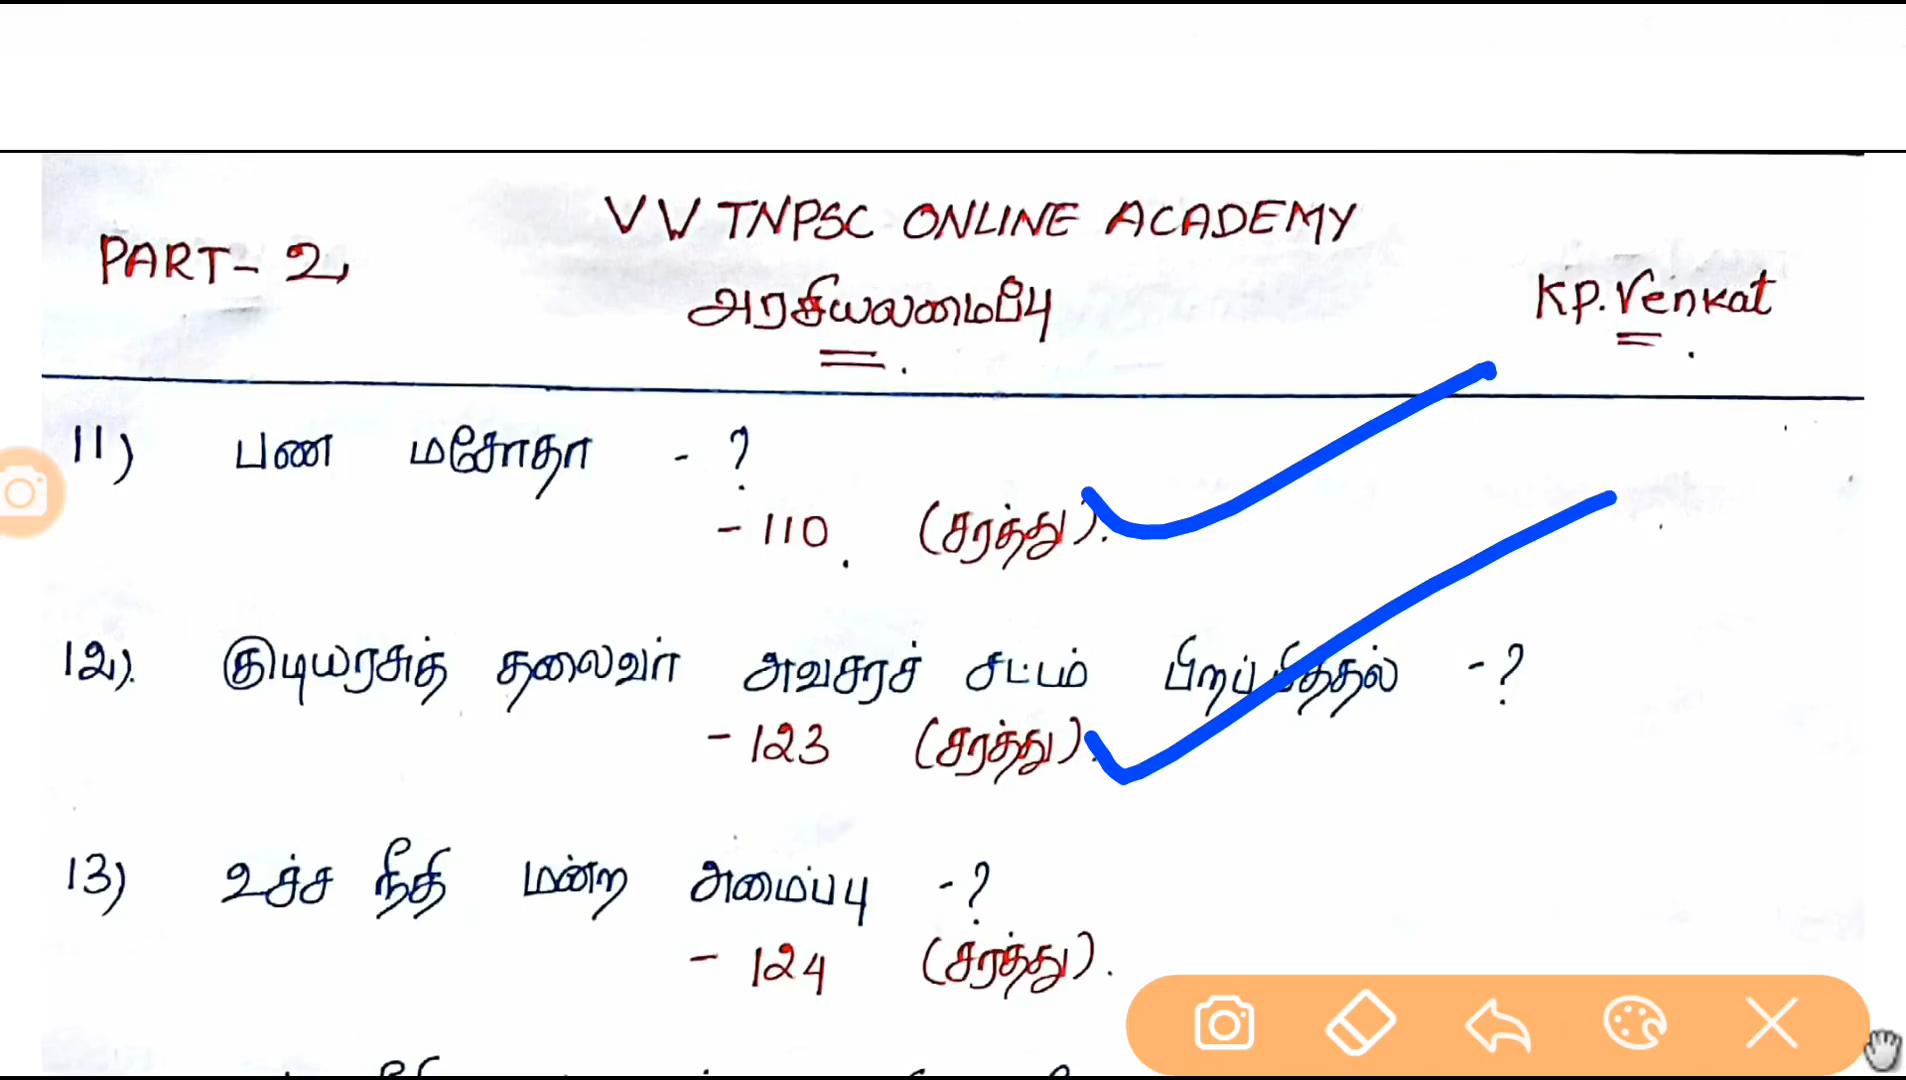 VV TNPSC ONLINE ACADEMY
PART- 2,
அரசியலமைப்பு
KP. Venkat
11) பண மசோதா - ?
- 110. (சரத்து).
12). குடியரசுத் தலைவர் அவசரச் சட்டம் பிறப்பித்தல் - ?
- 123 (சரத்து).
13) உச்ச நீதி மன்ற அமைப்பு - ?
- 124 (சரத்து).